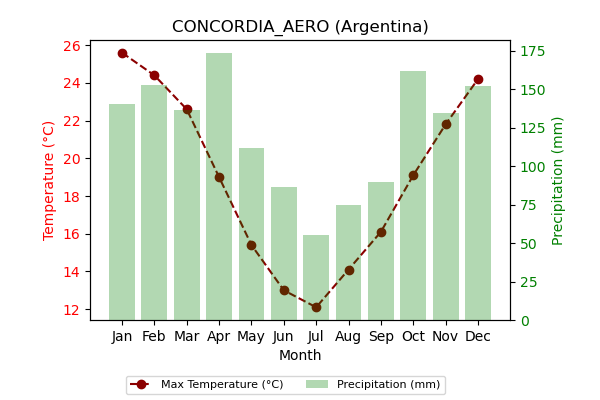 CONCORDIA_AERO (Argentina)
26
24
22
20
18
16
14
12
Temperature (°C)
175
150
125
100
75
50
25
0
Precipitation (mm)
Jan Feb Mar Apr May Jun Jul Aug Sep Oct Nov Dec
Month
Max Temperature (°C) Precipitation (mm)